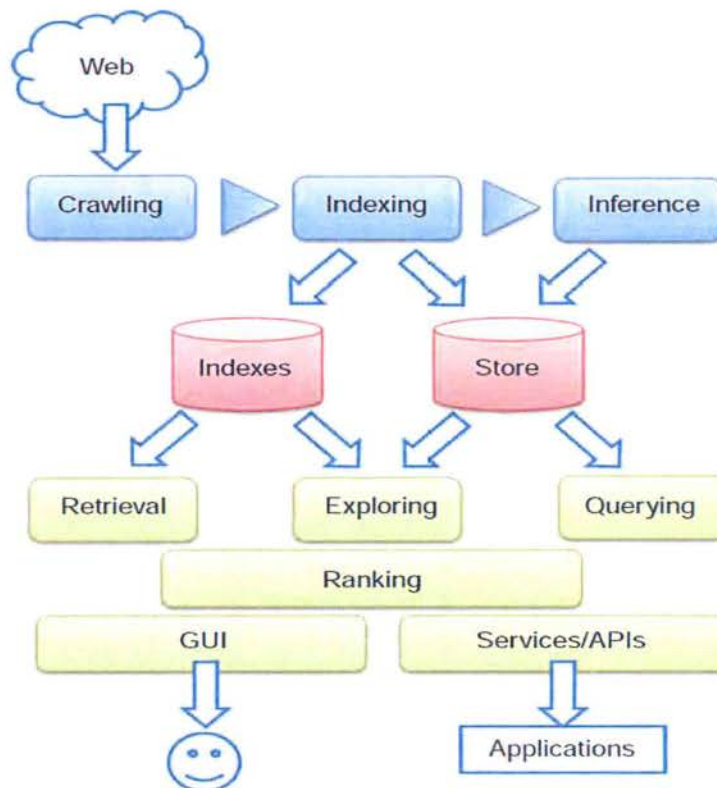 Web
Crawling
Indexing
Inference
Indexes
Store
Retrieval
Exploring
Querying
Ranking
GUI
Services/APIs
Applications